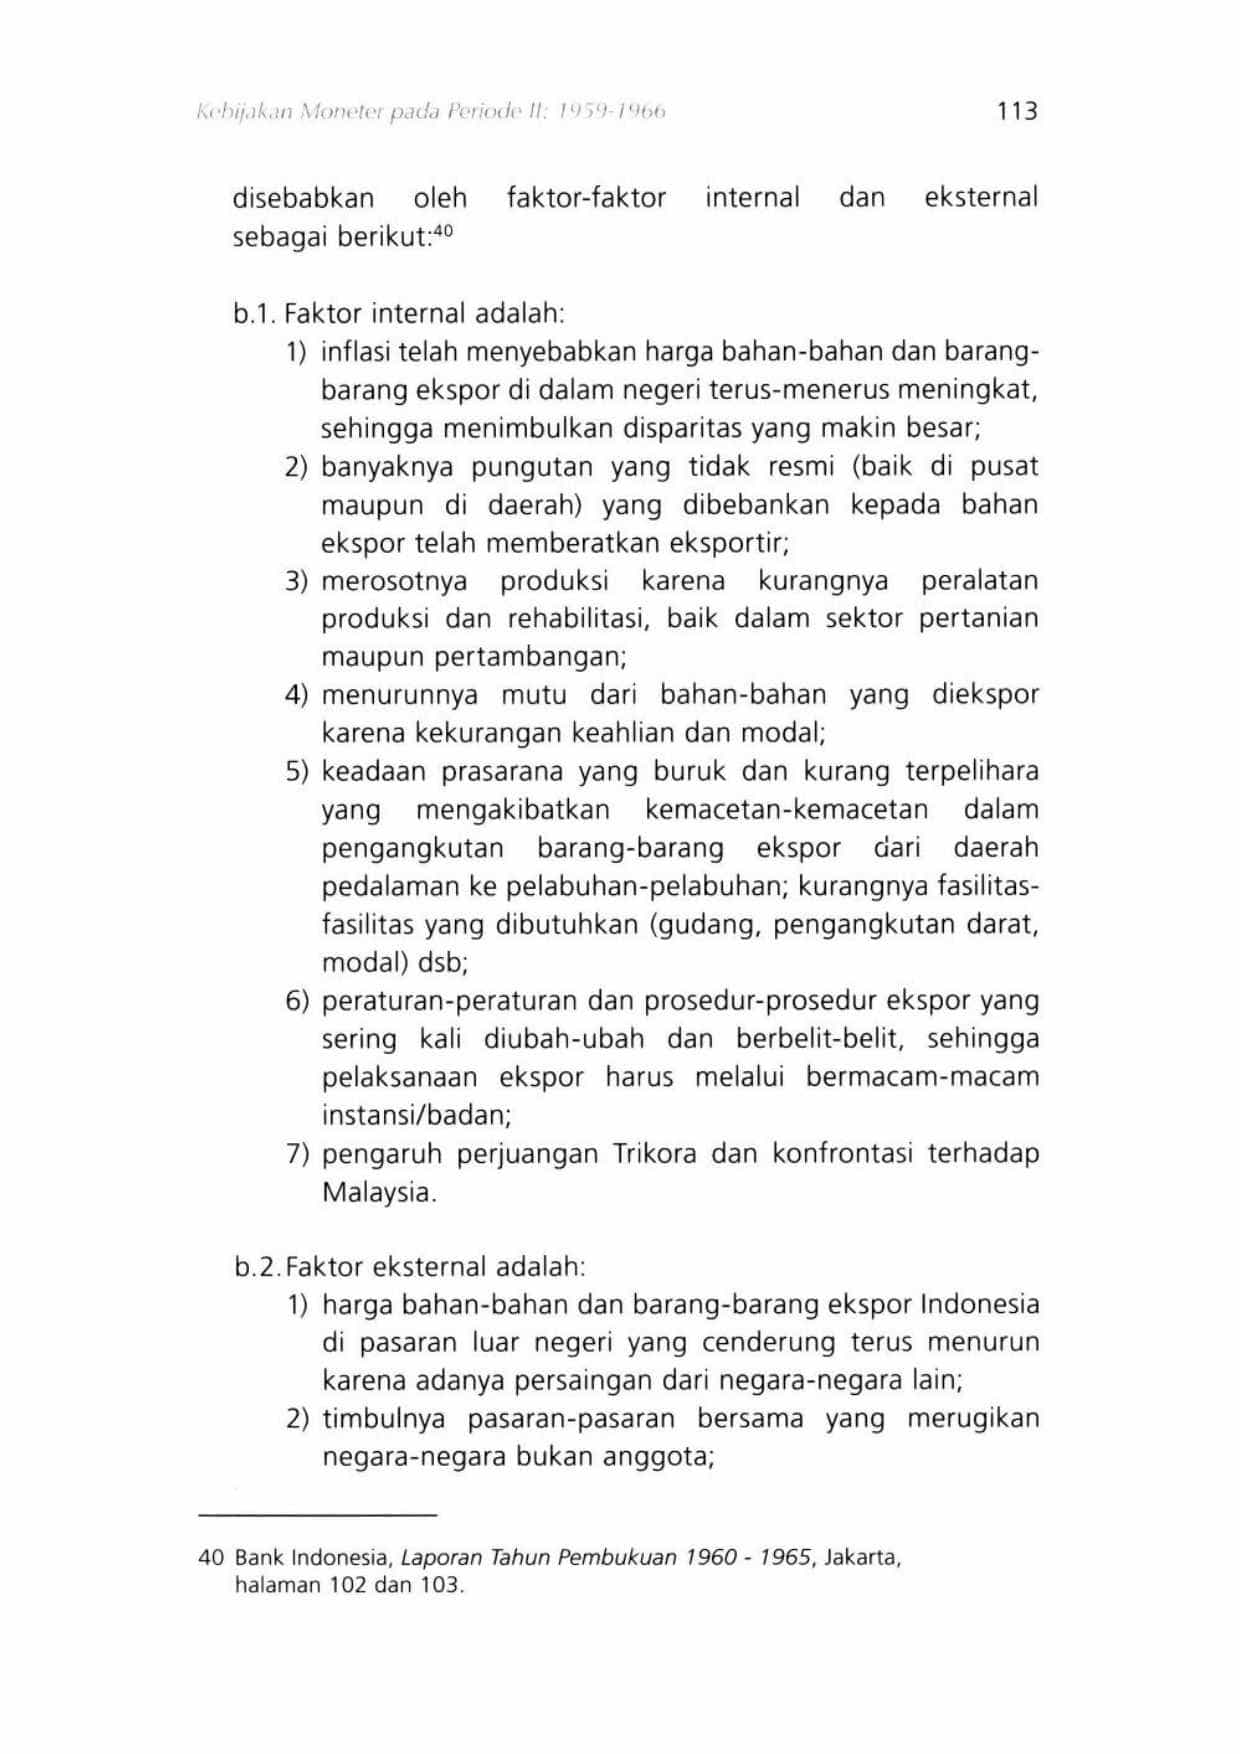 Kebijakan Moneter pada Periode II: 1959-1966 113
disebabkan oleh faktor-faktor internal dan eksternal
sebagai berikut:⁴⁰
b.1. Faktor internal adalah:
1) inflasi telah menyebabkan harga bahan-bahan dan barang-
barang ekspor di dalam negeri terus-menerus meningkat,
sehingga menimbulkan disparitas yang makin besar;
2) banyaknya pungutan yang tidak resmi (baik di pusat
maupun di daerah) yang dibebankan kepada bahan
ekspor telah memberatkan eksportir;
3) merosotnya produksi karena kurangnya peralatan
produksi dan rehabilitasi, baik dalam sektor pertanian
maupun pertambangan;
4) menurunnya mutu dari bahan-bahan yang diekspor
karena kekurangan keahlian dan modal;
5) keadaan prasarana yang buruk dan kurang terpelihara
yang mengakibatkan kemacetan-kemacetan dalam
pengangkutan barang-barang ekspor dari daerah
pedalaman ke pelabuhan-pelabuhan; kurangnya fasilitas-
fasilitas yang dibutuhkan (gudang, pengangkutan darat,
modal) dsb;
6) peraturan-peraturan dan prosedur-prosedur ekspor yang
sering kali diubah-ubah dan berbelit-belit, sehingga
pelaksanaan ekspor harus melalui bermacam-macam
instansi/badan;
7) pengaruh perjuangan Trikora dan konfrontasi terhadap
Malaysia.
b.2. Faktor eksternal adalah:
1) harga bahan-bahan dan barang-barang ekspor Indonesia
di pasaran luar negeri yang cenderung terus menurun
karena adanya persaingan dari negara-negara lain;
2) timbulnya pasaran-pasaran bersama yang merugikan
negara-negara bukan anggota;
40 Bank Indonesia, Laporan Tahun Pembukuan 1960 - 1965, Jakarta,
halaman 102 dan 103.